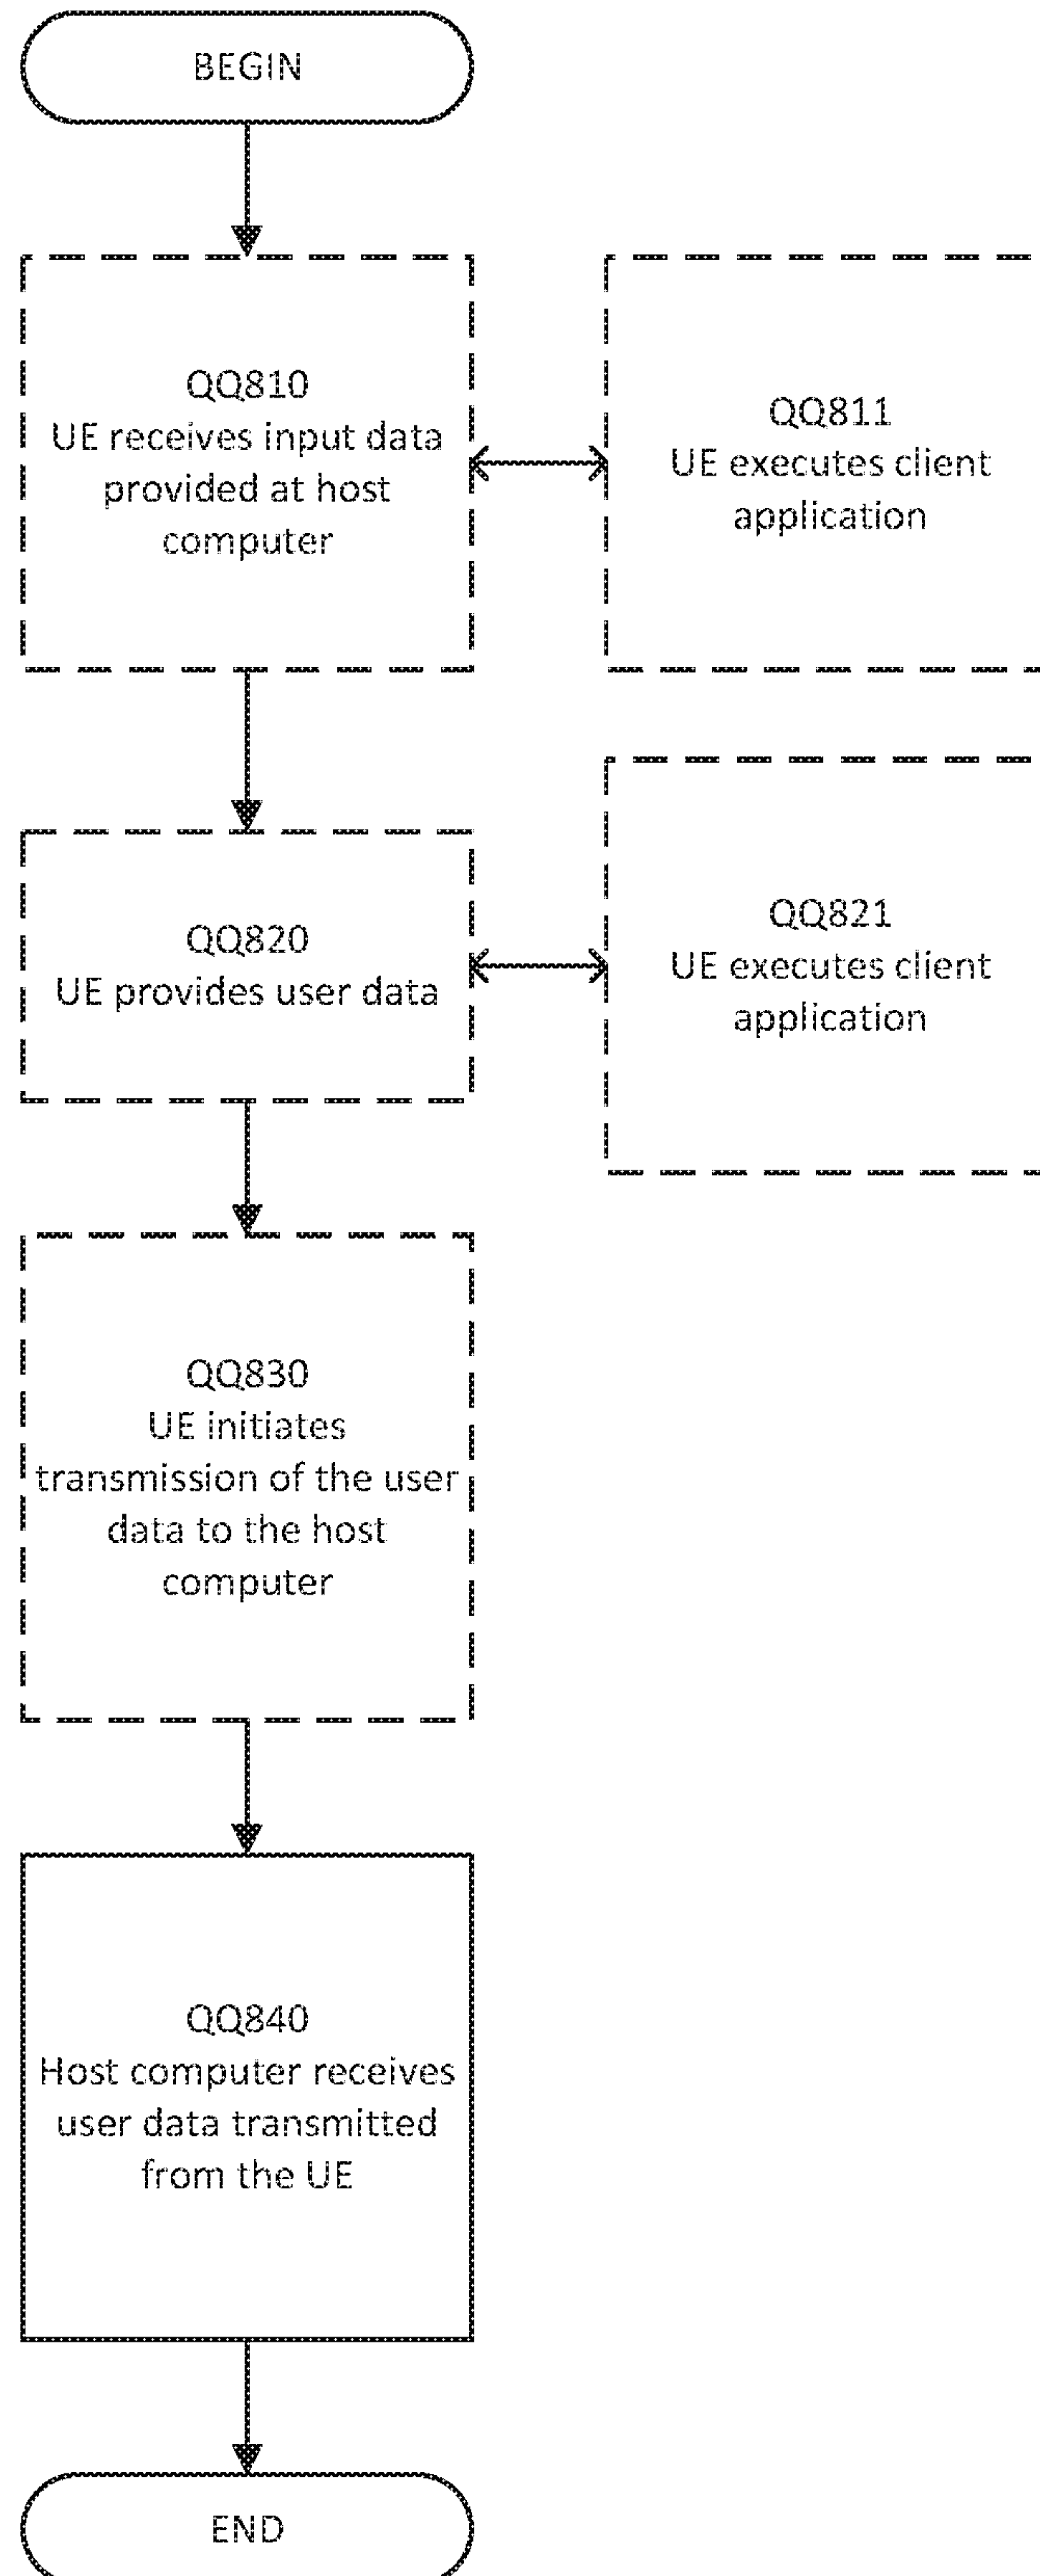 BEGIN
QQ810
UE receives input data
provided at host
computer
QQ811
UE executes client
application
QQ820
UE provides user data
QQ821
UE executes client
application
QQ830
UE initiates
transmission of the user
data to the host
computer
QQ840
Host computer receives
user data transmitted
from the UE
END